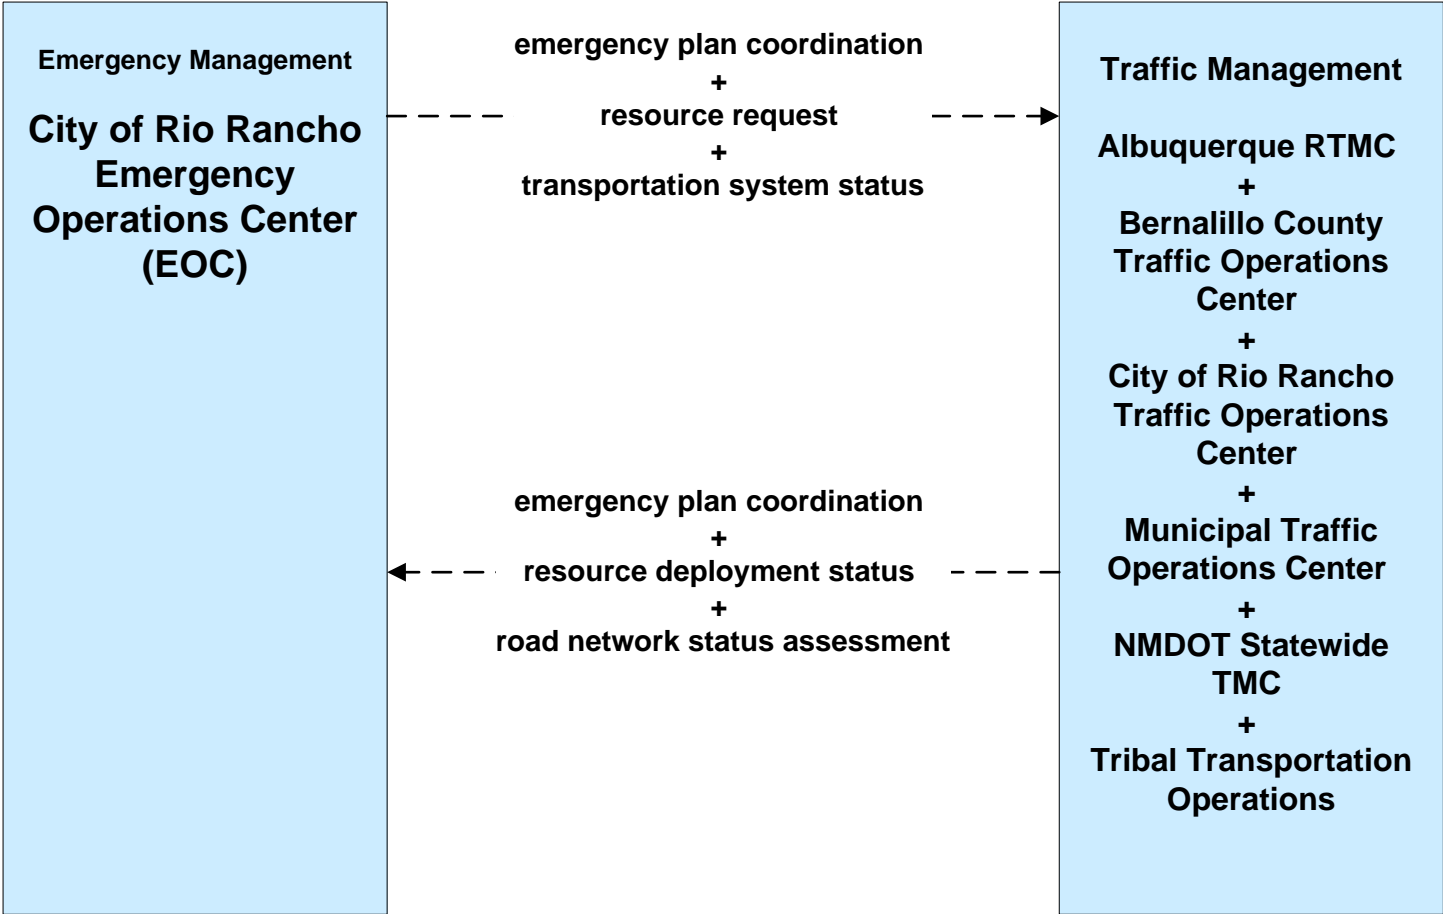 Emergency Management
City of Rio Rancho
Emergency
Operations Center
(EOC)
emergency plan coordination
+
resource request
+
transportation system status
emergency plan coordination
+
resource deployment status
+
road network status assessment
Traffic Management
Albuquerque RTMC
+
Bernalillo County
Traffic Operations
Center
+
City of Rio Rancho
Traffic Operations
Center
+
Municipal Traffic
Operations Center
+
NMDOT Statewide
TMC
+
Tribal Transportation
Operations